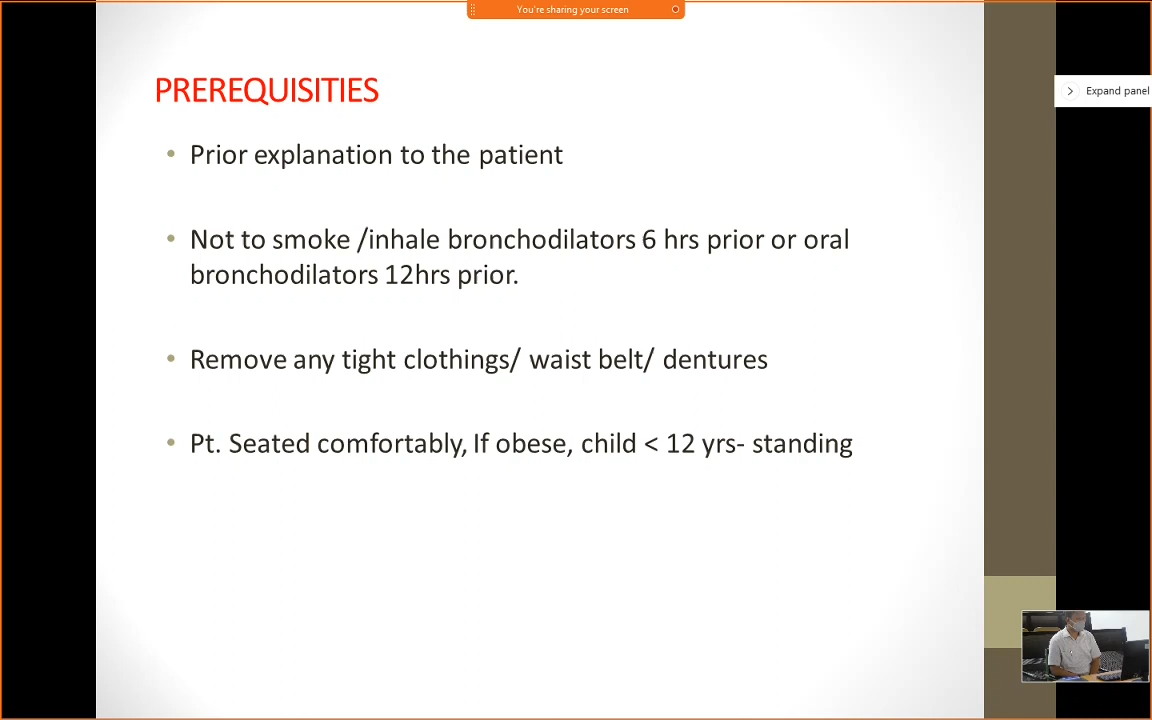 You're sharing your screen
PREREQUISITIES
Expand panel
• Prior explanation to the patient
• Not to smoke /inhale bronchodilators 6 hrs prior or oral
bronchodilators 12hrs prior.
• Remove any tight clothings/ waist belt/ dentures
• Pt. Seated comfortably, If obese, child < 12 yrs- standing